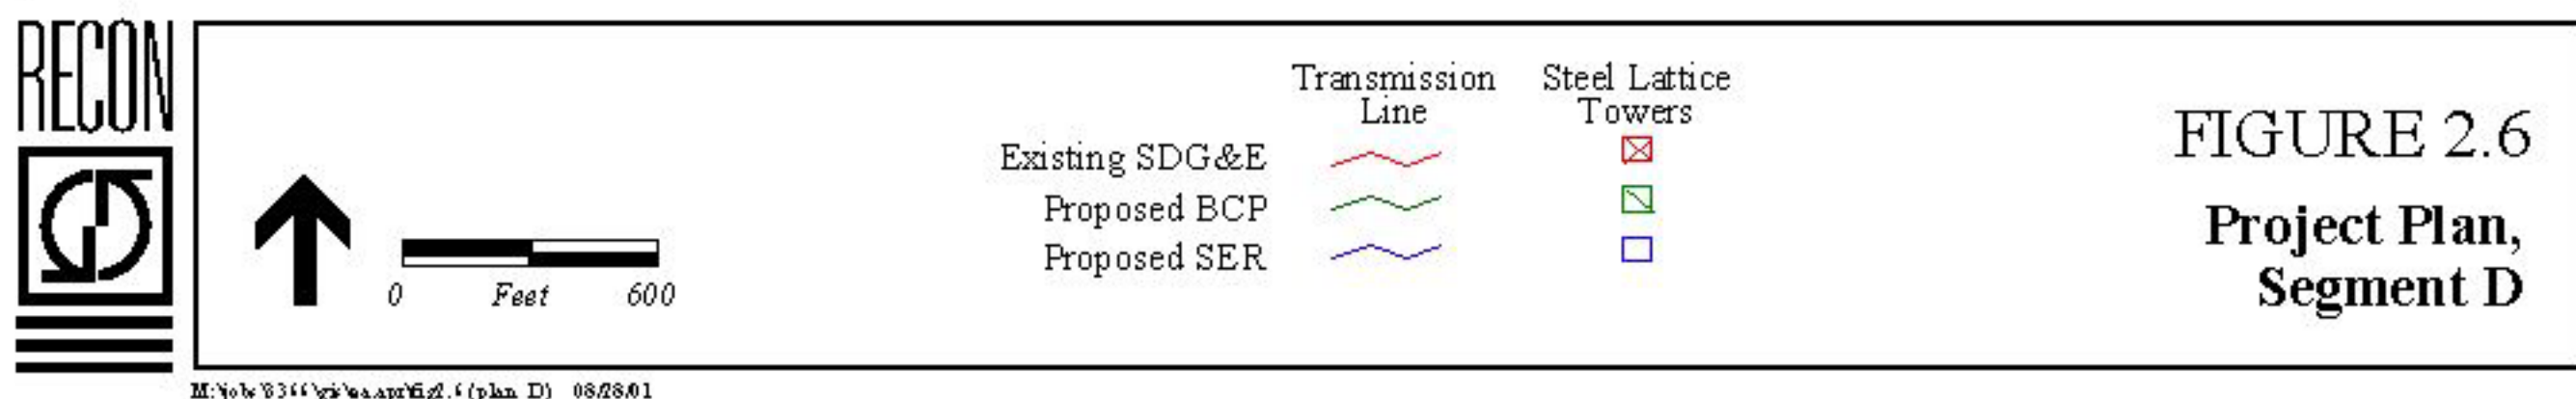 RECON
0 Feet 600
Transmission Line
Steel Lattice Towers
Existing SDG&E
Proposed BCP
Proposed SER
FIGURE 2.6
Project Plan,
Segment D
(plan D) 08/28/01